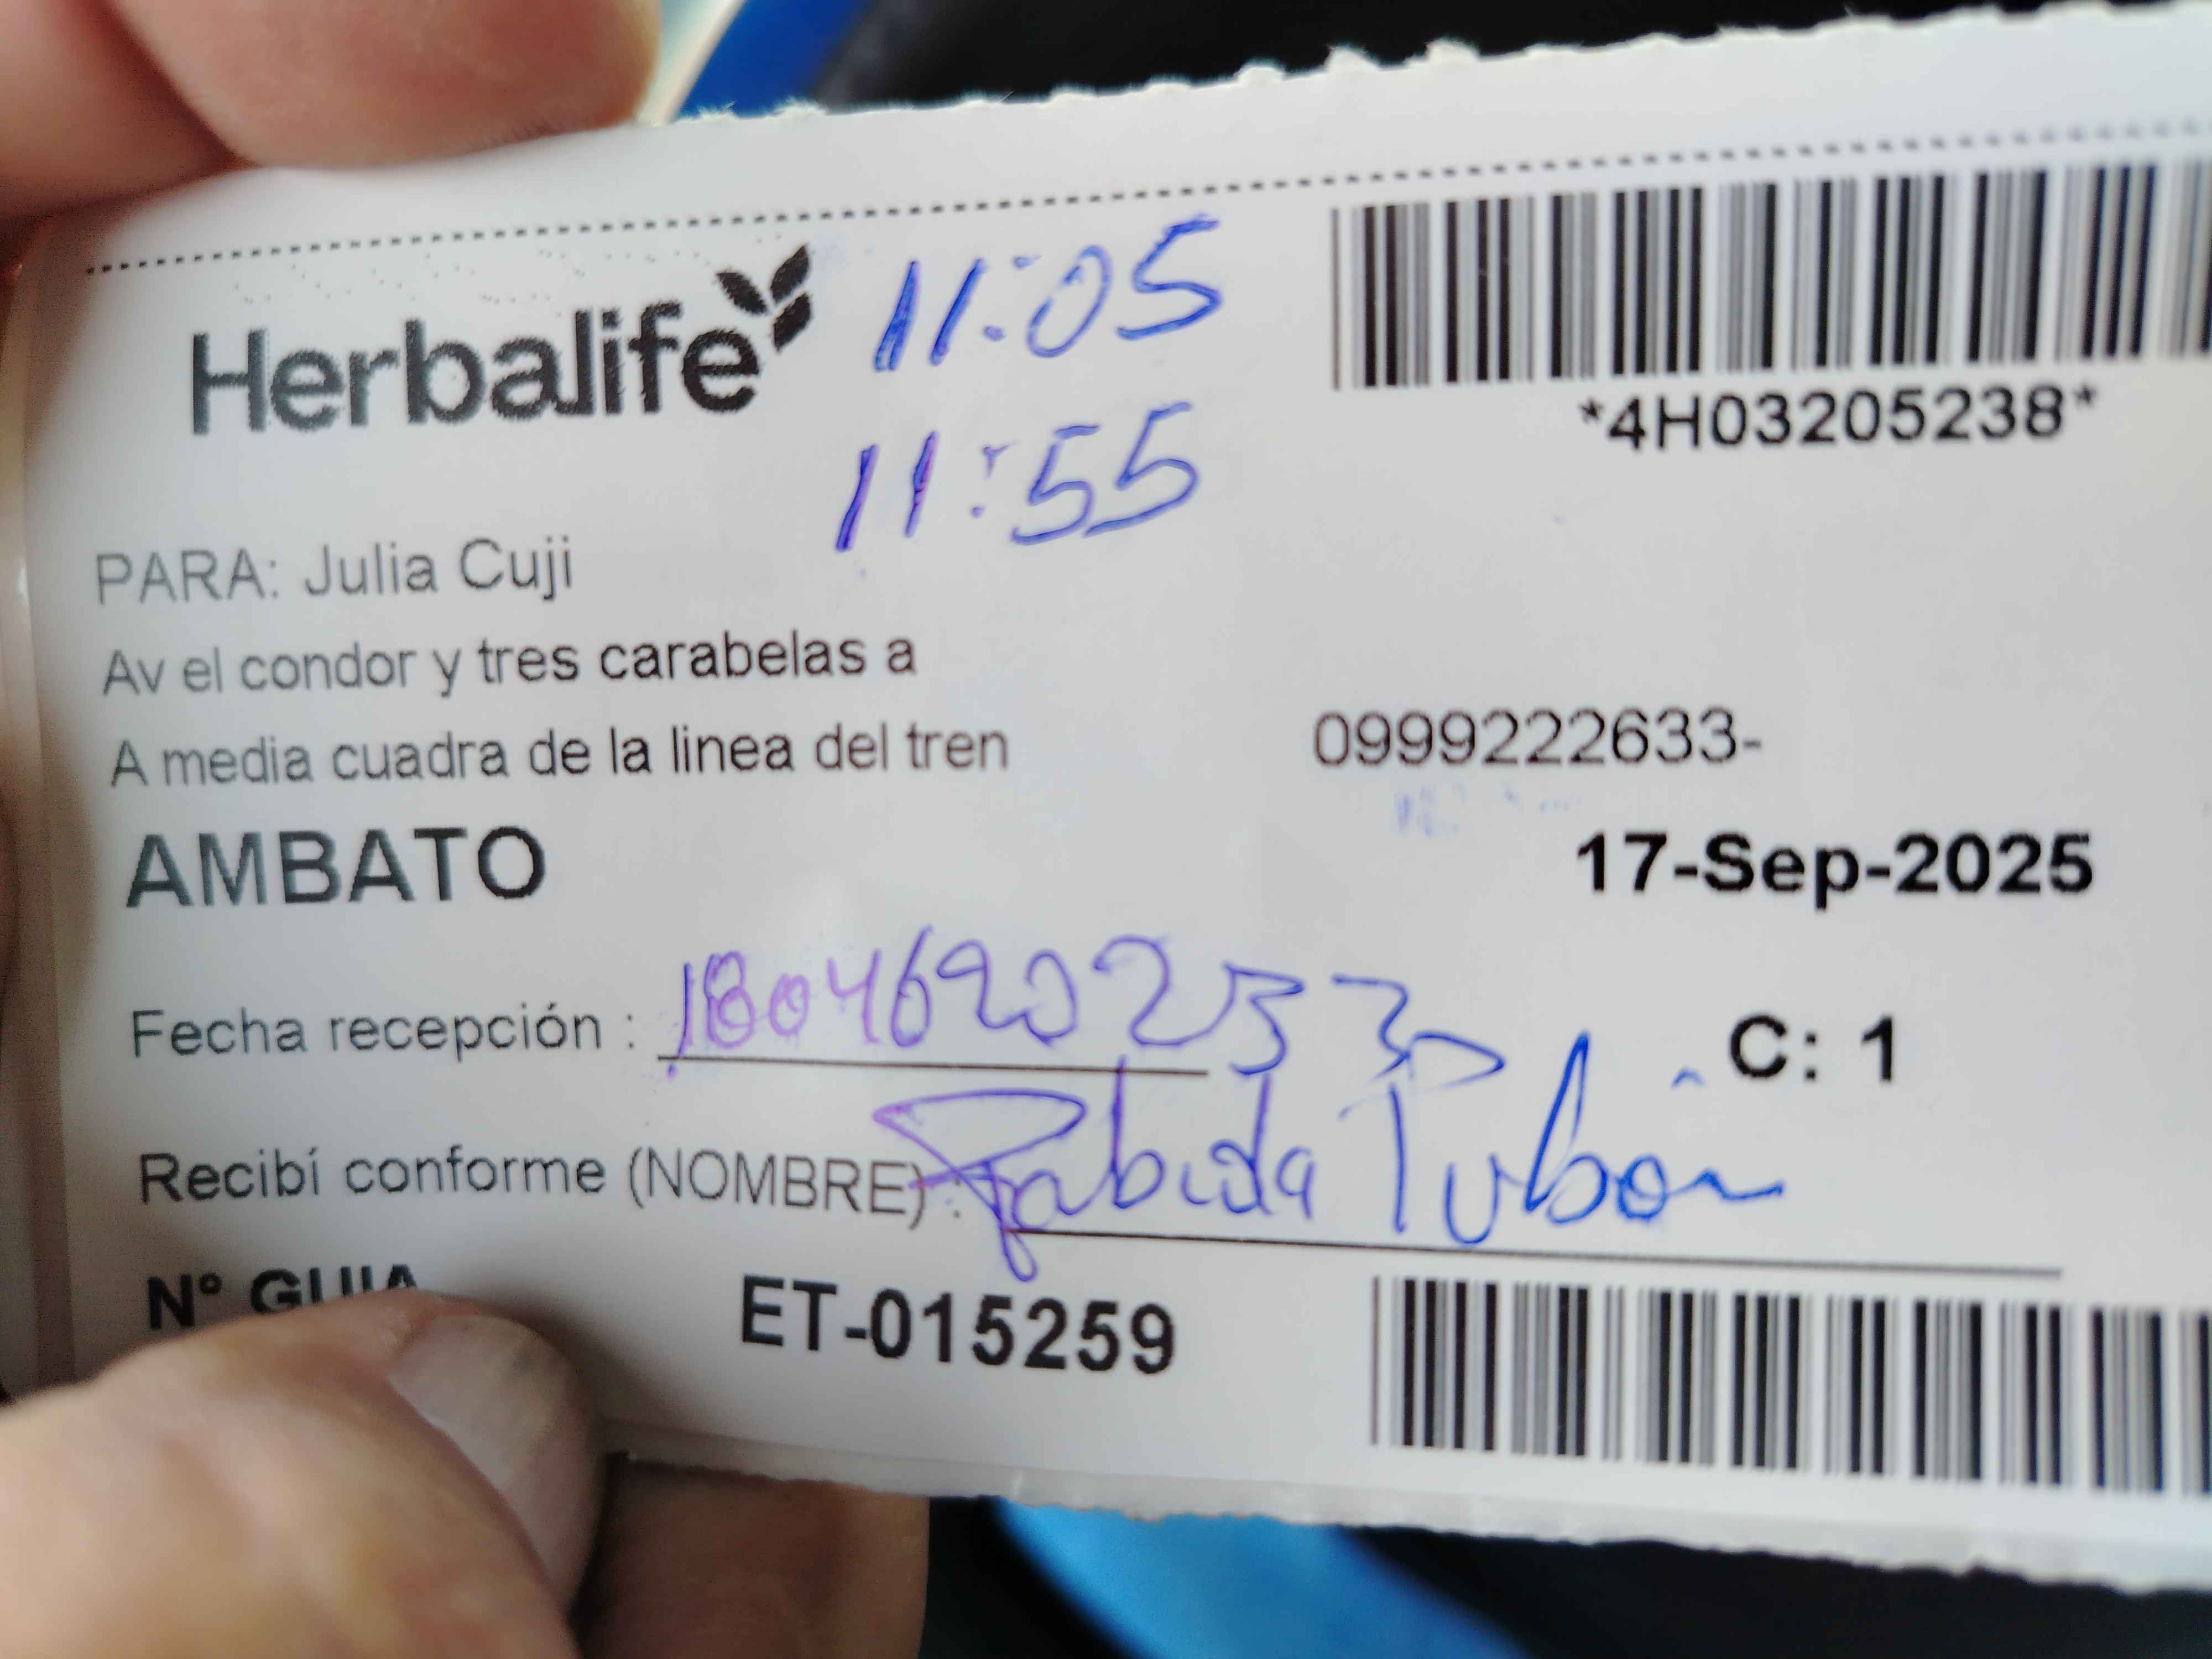 Herbalife
11:05
*4H03205238*
11:55
PARA: Julia Cuji
Av el condor y tres carabelas a
A media cuadra de la linea del tren
0999222633-
AMBATO
17-Sep-2025
Fecha recepción :
C: 1
Recibí conforme (NOMBRE) :
N° GUIA
ET-015259